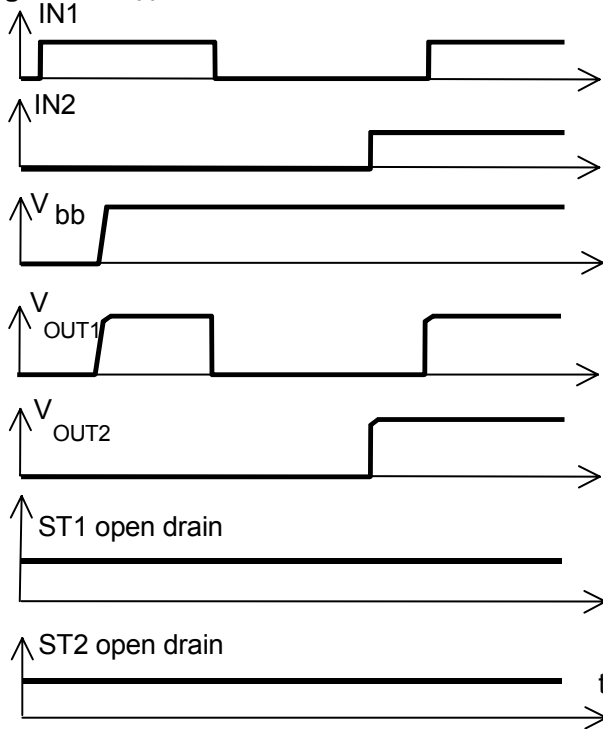 IN1
IN2
V bb
V OUT1
V OUT2
ST1 open drain
ST2 open drain
t